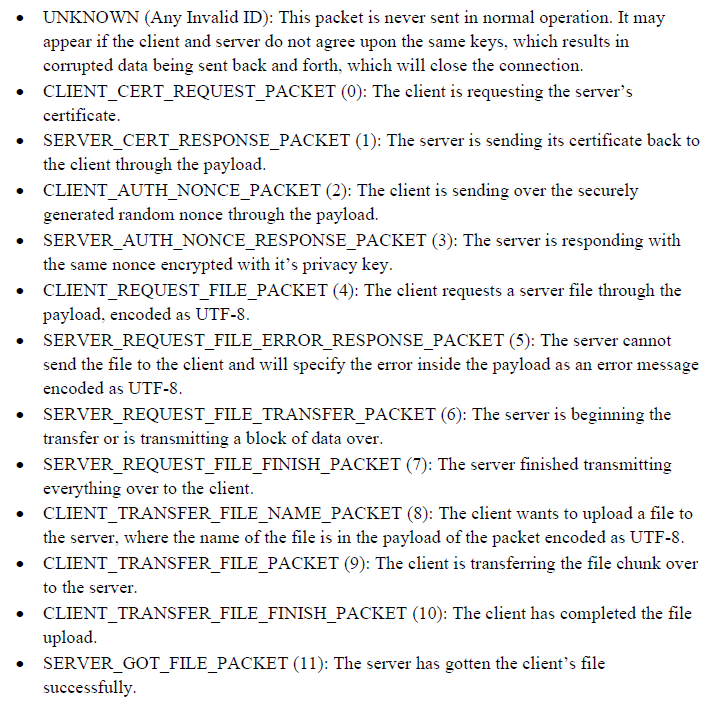 • UNKNOWN (Any Invalid ID): This packet is never sent in normal operation. It may
appear if the client and server do not agree upon the same keys, which results in
corrupted data being sent back and forth, which will close the connection.
• CLIENT_CERT_REQUEST_PACKET (0): The client is requesting the server’s
certificate.
• SERVER_CERT_RESPONSE_PACKET (1): The server is sending its certificate back to
the client through the payload.
• CLIENT_AUTH_NONCE_PACKET (2): The client is sending over the securely
generated random nonce through the payload.
• SERVER_AUTH_NONCE_RESPONSE_PACKET (3): The server is responding with
the same nonce encrypted with it’s privacy key.
• CLIENT_REQUEST_FILE_PACKET (4): The client requests a server file through the
payload, encoded as UTF-8.
• SERVER_REQUEST_FILE_ERROR_RESPONSE_PACKET (5): The server cannot
send the file to the client and will specify the error inside the payload as an error message
encoded as UTF-8.
• SERVER_REQUEST_FILE_TRANSFER_PACKET (6): The server is beginning the
transfer or is transmitting a block of data over.
• SERVER_REQUEST_FILE_FINISH_PACKET (7): The server finished transmitting
everything over to the client.
• CLIENT_TRANSFER_FILE_NAME_PACKET (8): The client wants to upload a file to
the server, where the name of the file is in the payload of the packet encoded as UTF-8.
• CLIENT_TRANSFER_FILE_PACKET (9): The client is transferring the file chunk over
to the server.
• CLIENT_TRANSFER_FILE_FINISH_PACKET (10): The client has completed the file
upload.
• SERVER_GOT_FILE_PACKET (11): The server has gotten the client’s file
successfully.